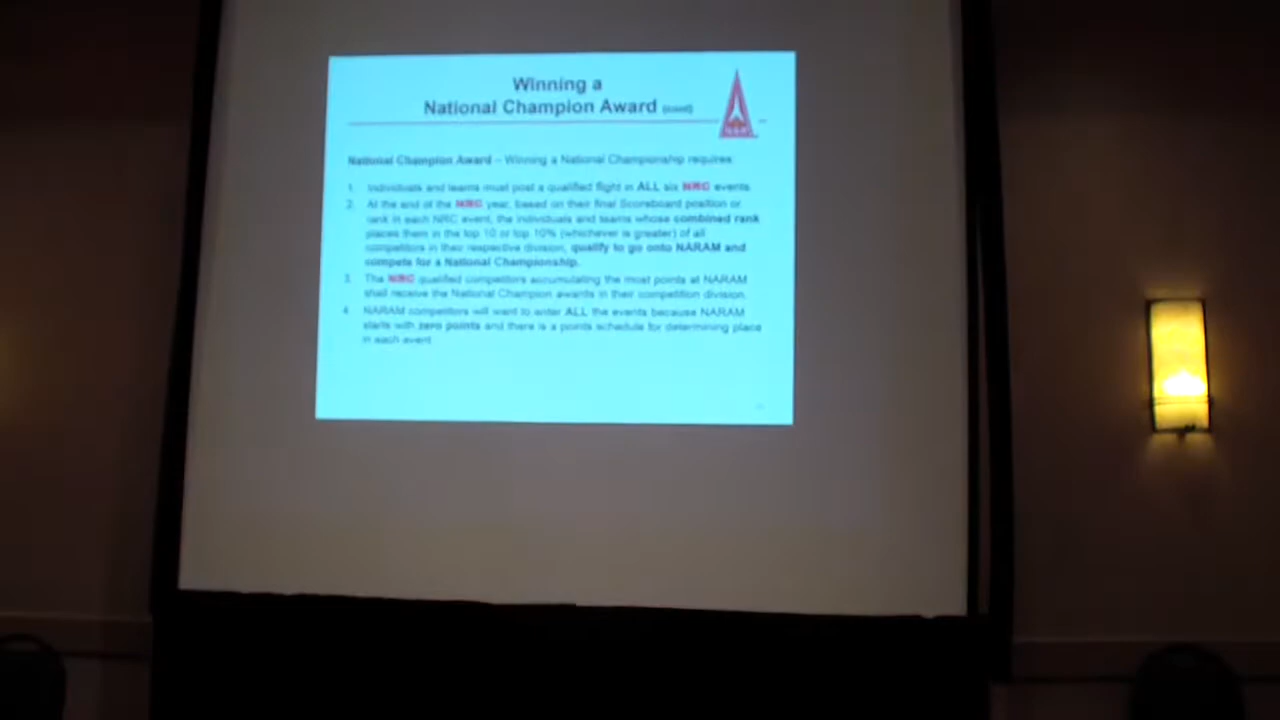 Winning a
National Champion Award (cont)
NAR
National Champion Award – Winning a National Championship requires
1. Individuals and teams must post a qualified flight in ALL six NRC events
2. At the end of the NRC year, based on their final Scoreboard position or
rank in each NRC event, the individuals and teams whose combined rank
places them in the top 10 or top 10% (whichever is greater) of all
competitors in their respective division, qualify to go onto NARAM and
compete for a National Championship.
3. The NRC qualified competitors accumulating the most points at NARAM
shall receive the National Champion awards in their competition division
4. NARAM competitors will want to enter ALL the events because NARAM
starts with zero points and there is a points schedule for determining place
in each event